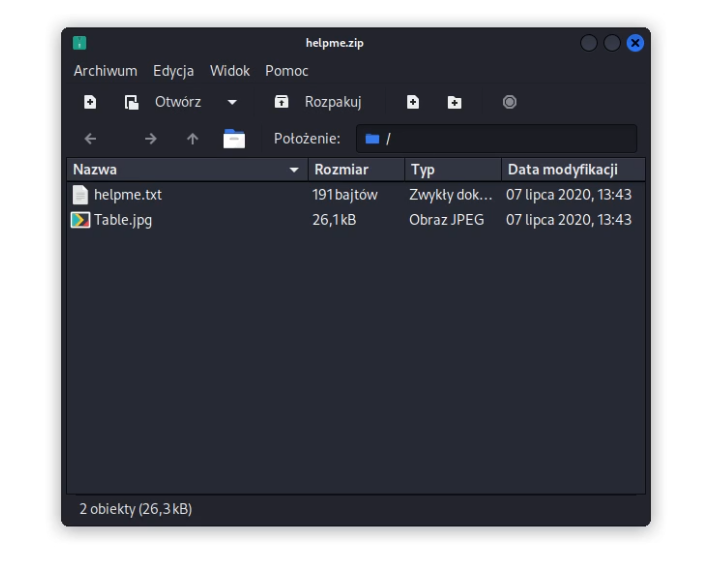 helpme.zip
Archiwum Edycja Widok Pomoc
Otwórz Rozpakuj
Położenie: /
Nazwa Rozmiar Typ Data modyfikacji
helpme.txt 191 bajtów Zwykły dok... 07 lipca 2020, 13:43
Table.jpg 26,1 kB Obraz JPEG 07 lipca 2020, 13:43
2 obiekty (26,3 kB)